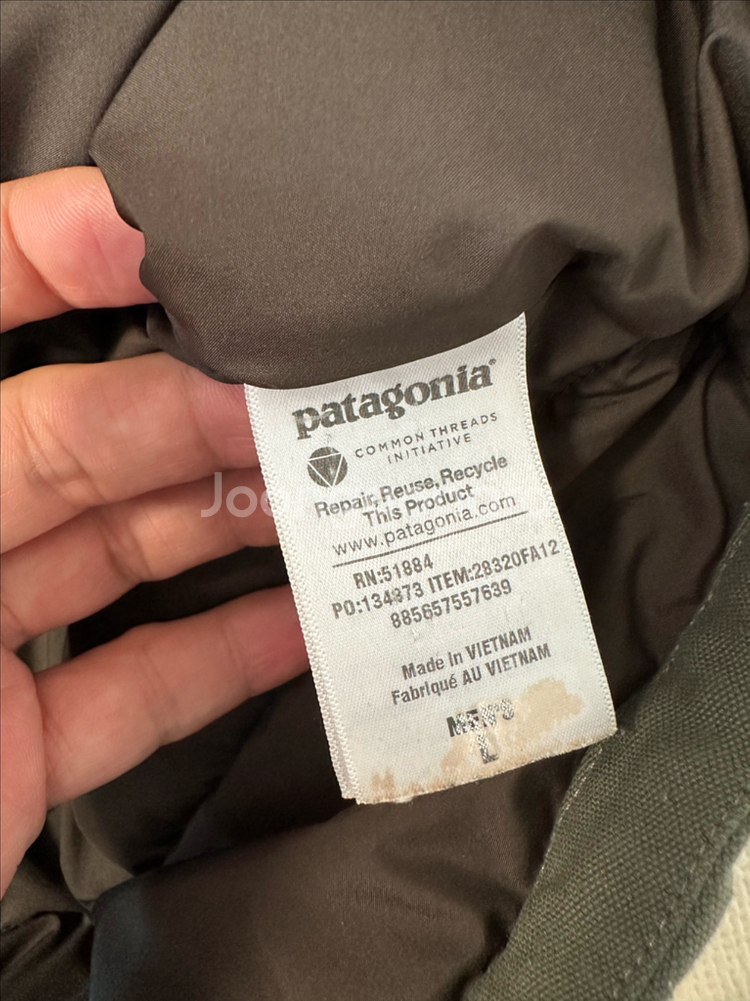 patagonia®
COMMON THREADS
INITIATIVE
Repair, Reuse, Recycle
This Product
www.patagonia.com
RN:51884
PO:134873 ITEM:28320FA12
885657557639
Made in VIETNAM
Fabriqué AU VIETNAM
MEN'S
L